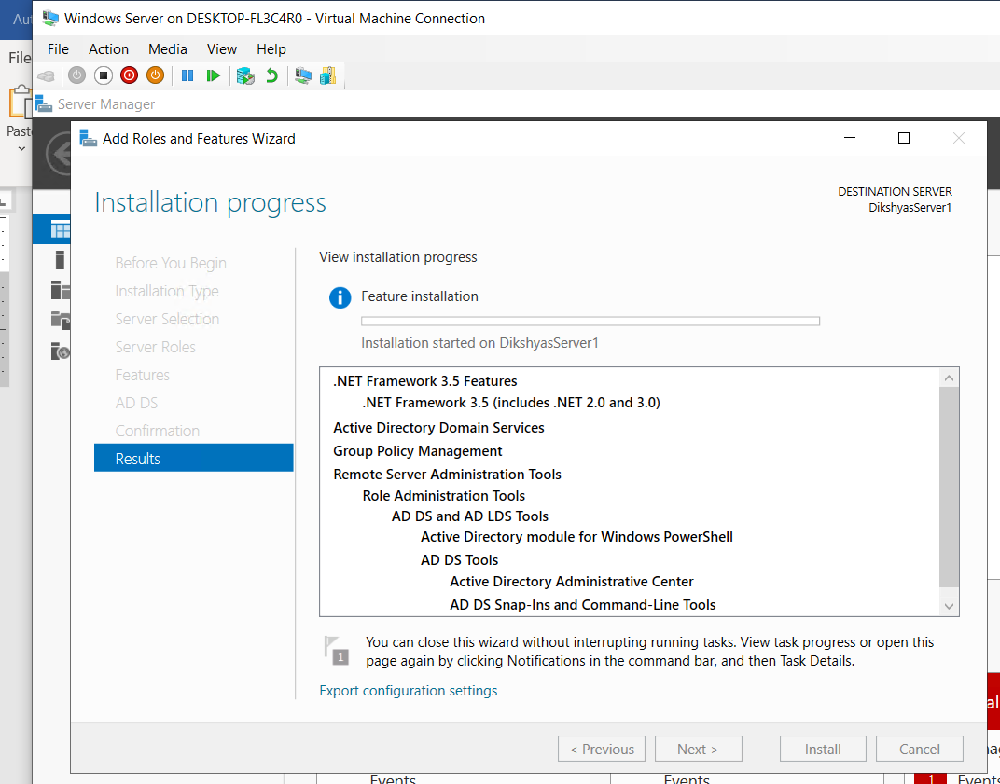 Windows Server on DESKTOP-FL3C4R0 - Virtual Machine Connection
File Action Media View Help
File
Server Manager
Paste
Add Roles and Features Wizard
Installation progress
DESTINATION SERVER
DikshyasServer1
Before You Begin
Installation Type
Server Selection
Server Roles
Features
AD DS
Confirmation
Results
View installation progress
Feature installation
Installation started on DikshyasServer1
.NET Framework 3.5 Features
.NET Framework 3.5 (includes .NET 2.0 and 3.0)
Active Directory Domain Services
Group Policy Management
Remote Server Administration Tools
Role Administration Tools
AD DS and AD LDS Tools
Active Directory module for Windows PowerShell
AD DS Tools
Active Directory Administrative Center
AD DS Snap-Ins and Command-Line Tools
1
You can close this wizard without interrupting running tasks. View task progress or open this
page again by clicking Notifications in the command bar, and then Task Details.
Export configuration settings
< Previous Next > Install Cancel
Events Events 1 Events